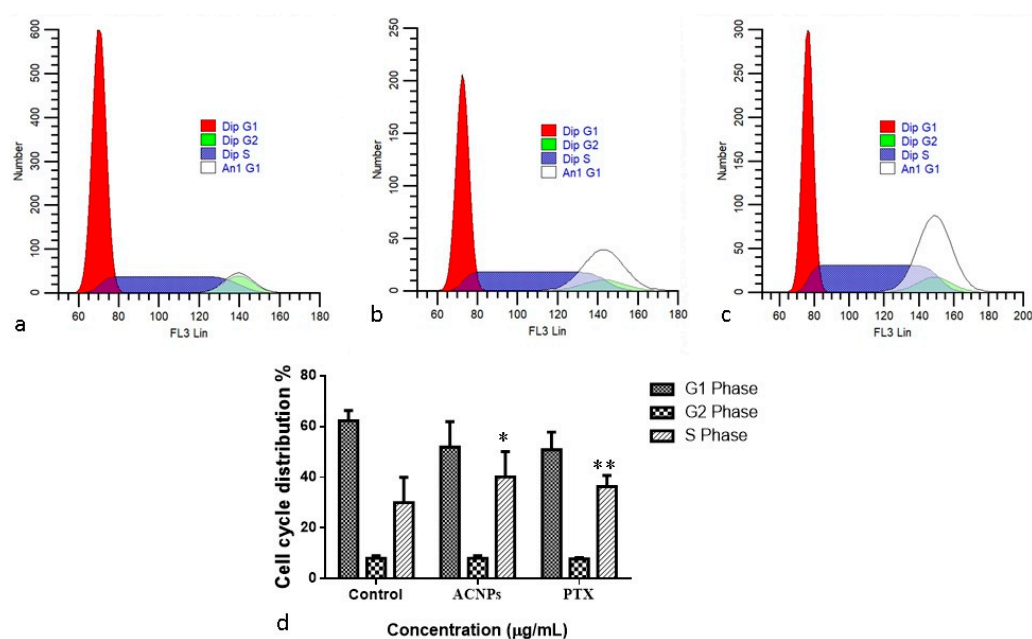 600
500
400
300
200
100
0
Number
Dip G1
Dip G2
Dip S
An1 G1
60 80 100 120 140 160 180
FL3 Lin
a
250
200
150
100
50
0
Number
Dip G1
Dip G2
Dip S
An1 G1
60 80 100 120 140 160 180
FL3 Lin
b
300
250
200
150
100
50
0
Number
Dip G1
Dip G2
Dip S
An1 G1
60 80 100 120 140 160 180 200
FL3 Lin
c
80
60
40
20
0
Cell cycle distribution %
*
**
G1 Phase
G2 Phase
S Phase
Control ACNPs PTX
Concentration (µg/mL)
d